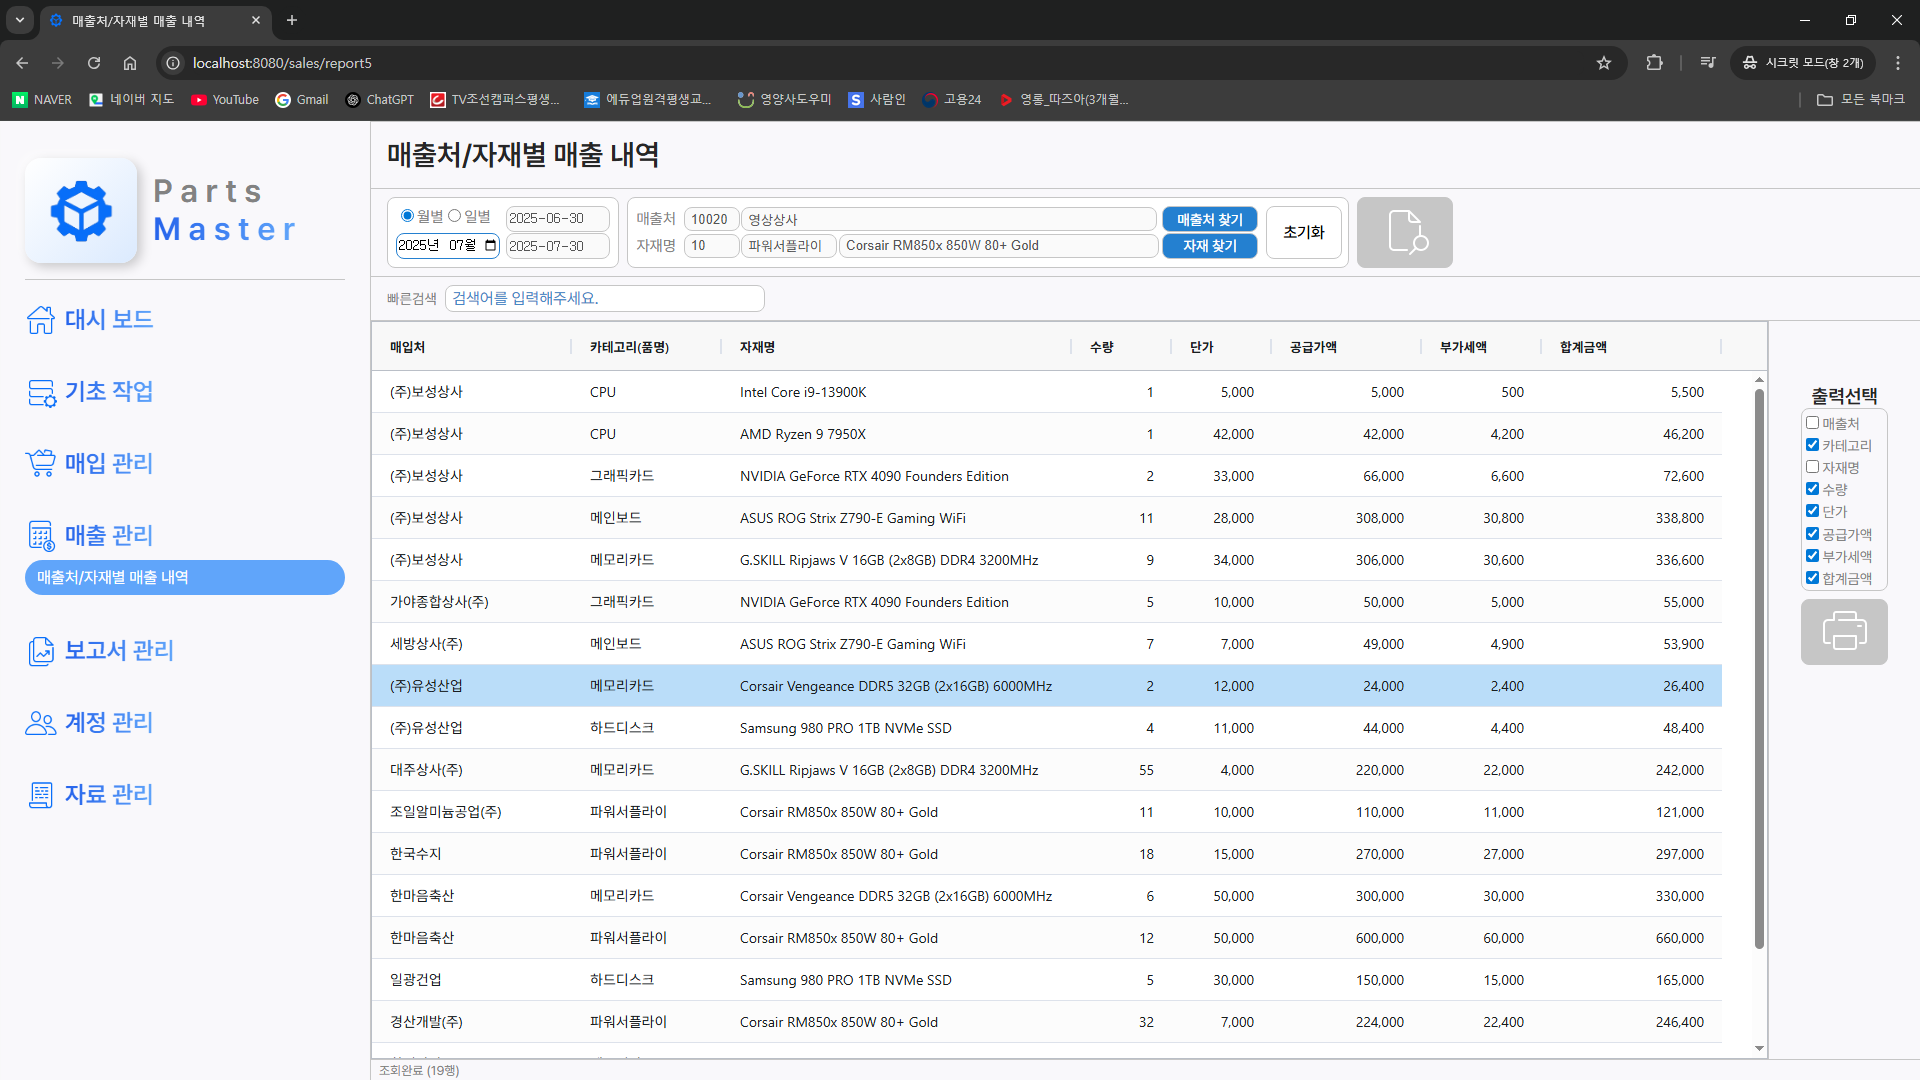 매출처/자재별 매출 내역
localhost:8080/sales/report5
시크릿 모드(창 2개)
NAVER 네이버 지도 YouTube Gmail ChatGPT TV조선캠퍼스평생... 에듀업원격평생교... 영양사도우미 사람인 고용24 영롱_따즈아(3개월...
모든 북마크
Parts
Master
대시 보드
기초 작업
매입 관리
매출 관리
매출처/자재별 매출 내역
보고서 관리
계정 관리
자료 관리
매출처/자재별 매출 내역
월별 일별 2025-06-30
2025년 07월 2025-07-30
매출처 10020 영상상사 매출처 찾기
자재명 10 파워서플라이 Corsair RM850x 850W 80+ Gold 자재 찾기
초기화
빠른검색 검색어를 입력해주세요.
매입처 카테고리(품명) 자재명 수량 단가 공급가액 부가세액 합계금액
(주)보성상사 CPU Intel Core i9-13900K 1 5,000 5,000 500 5,500
(주)보성상사 CPU AMD Ryzen 9 7950X 1 42,000 42,000 4,200 46,200
(주)보성상사 그래픽카드 NVIDIA GeForce RTX 4090 Founders Edition 2 33,000 66,000 6,600 72,600
(주)보성상사 메인보드 ASUS ROG Strix Z790-E Gaming WiFi 11 28,000 308,000 30,800 338,800
(주)보성상사 메모리카드 G.SKILL Ripjaws V 16GB (2x8GB) DDR4 3200MHz 9 34,000 306,000 30,600 336,600
가야종합상사(주) 그래픽카드 NVIDIA GeForce RTX 4090 Founders Edition 5 10,000 50,000 5,000 55,000
세방상사(주) 메인보드 ASUS ROG Strix Z790-E Gaming WiFi 7 7,000 49,000 4,900 53,900
(주)유성산업 메모리카드 Corsair Vengeance DDR5 32GB (2x16GB) 6000MHz 2 12,000 24,000 2,400 26,400
(주)유성산업 하드디스크 Samsung 980 PRO 1TB NVMe SSD 4 11,000 44,000 4,400 48,400
대주상사(주) 메모리카드 G.SKILL Ripjaws V 16GB (2x8GB) DDR4 3200MHz 55 4,000 220,000 22,000 242,000
조일알미늄공업(주) 파워서플라이 Corsair RM850x 850W 80+ Gold 11 10,000 110,000 11,000 121,000
한국수지 파워서플라이 Corsair RM850x 850W 80+ Gold 18 15,000 270,000 27,000 297,000
한마음축산 메모리카드 Corsair Vengeance DDR5 32GB (2x16GB) 6000MHz 6 50,000 300,000 30,000 330,000
한마음축산 파워서플라이 Corsair RM850x 850W 80+ Gold 12 50,000 600,000 60,000 660,000
일광건업 하드디스크 Samsung 980 PRO 1TB NVMe SSD 5 30,000 150,000 15,000 165,000
경산개발(주) 파워서플라이 Corsair RM850x 850W 80+ Gold 32 7,000 224,000 22,400 246,400
조회완료 (19행)
출력선택
매출처
카테고리
자재명
수량
단가
공급가액
부가세액
합계금액